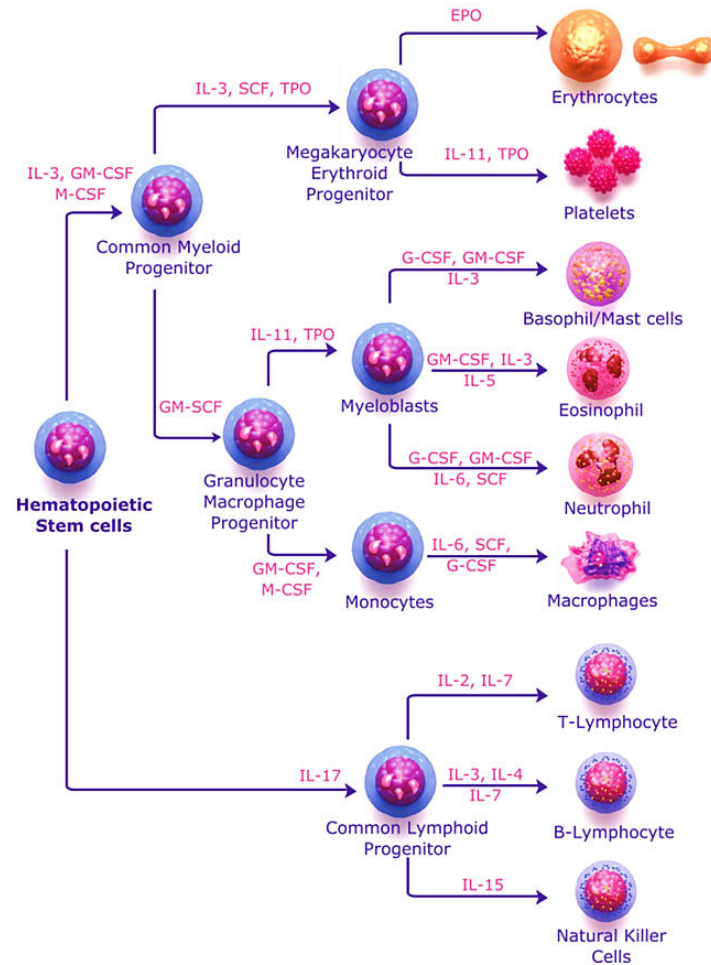 EPO
Erythrocytes
IL-3, SCF, TPO
Megakaryocyte
Erythroid
Progenitor
IL-11, TPO
Platelets
IL-3, GM-CSF
M-CSF
Common Myeloid
Progenitor
G-CSF, GM-CSF
IL-3
Basophil/Mast cells
IL-11, TPO
Myeloblasts
GM-CSF, IL-3
IL-5
Eosinophil
GM-SCF
Granulocyte
Macrophage
Progenitor
G-CSF, GM-CSF
IL-6, SCF
Neutrophil
Hematopoietic
Stem cells
GM-CSF,
M-CSF
Monocytes
IL-6, SCF,
G-CSF
Macrophages
IL-2, IL-7
T-Lymphocyte
IL-17
Common Lymphoid
Progenitor
IL-3, IL-4
IL-7
B-Lymphocyte
IL-15
Natural Killer
Cells